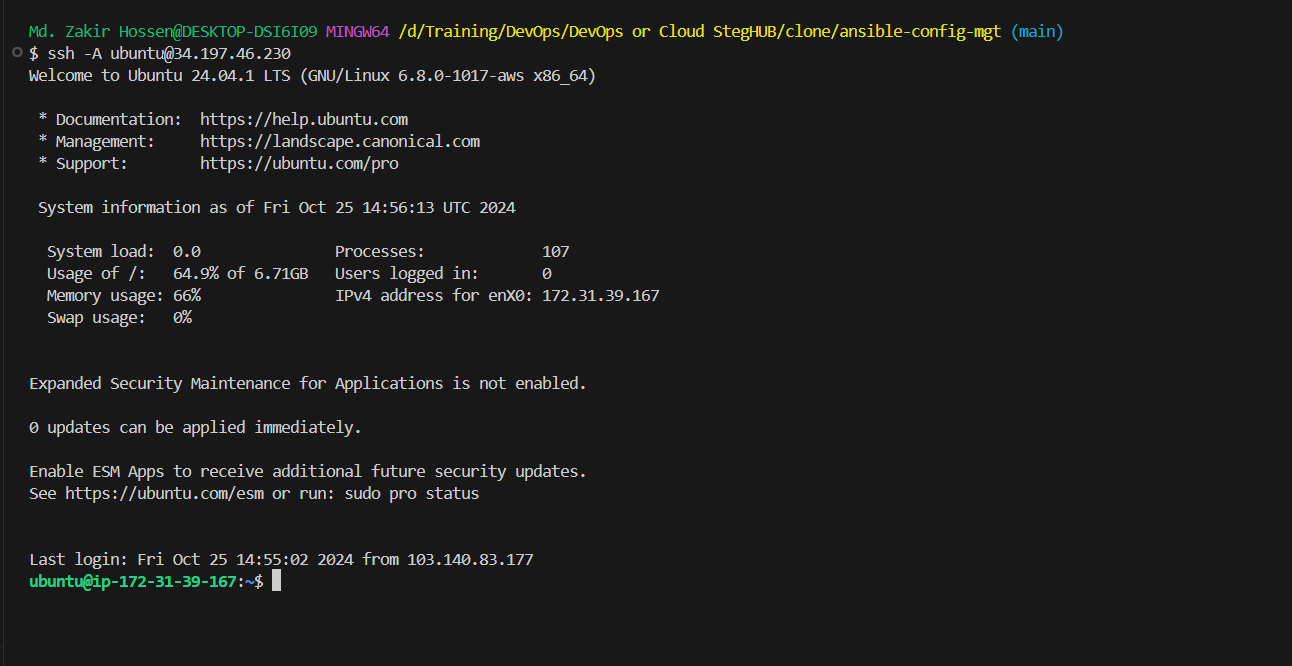 Md. Zakir Hossen@DESKTOP-DSI6I09 MINGW64 /d/Training/DevOps/DevOps or Cloud StegHUB/clone/ansible-config-mgt (main)
$ ssh -A ubuntu@34.197.46.230
Welcome to Ubuntu 24.04.1 LTS (GNU/Linux 6.8.0-1017-aws x86_64)
* Documentation:  https://help.ubuntu.com
* Management:     https://landscape.canonical.com
* Support:        https://ubuntu.com/pro
System information as of Fri Oct 25 14:56:13 UTC 2024
System load:  0.0               Processes:             107
Usage of /:   64.9% of 6.71GB   Users logged in:       0
Memory usage: 66%               IPv4 address for enX0: 172.31.39.167
Swap usage:   0%
Expanded Security Maintenance for Applications is not enabled.
0 updates can be applied immediately.
Enable ESM Apps to receive additional future security updates.
See https://ubuntu.com/esm or run: sudo pro status
Last login: Fri Oct 25 14:55:02 2024 from 103.140.83.177
ubuntu@ip-172-31-39-167:~$